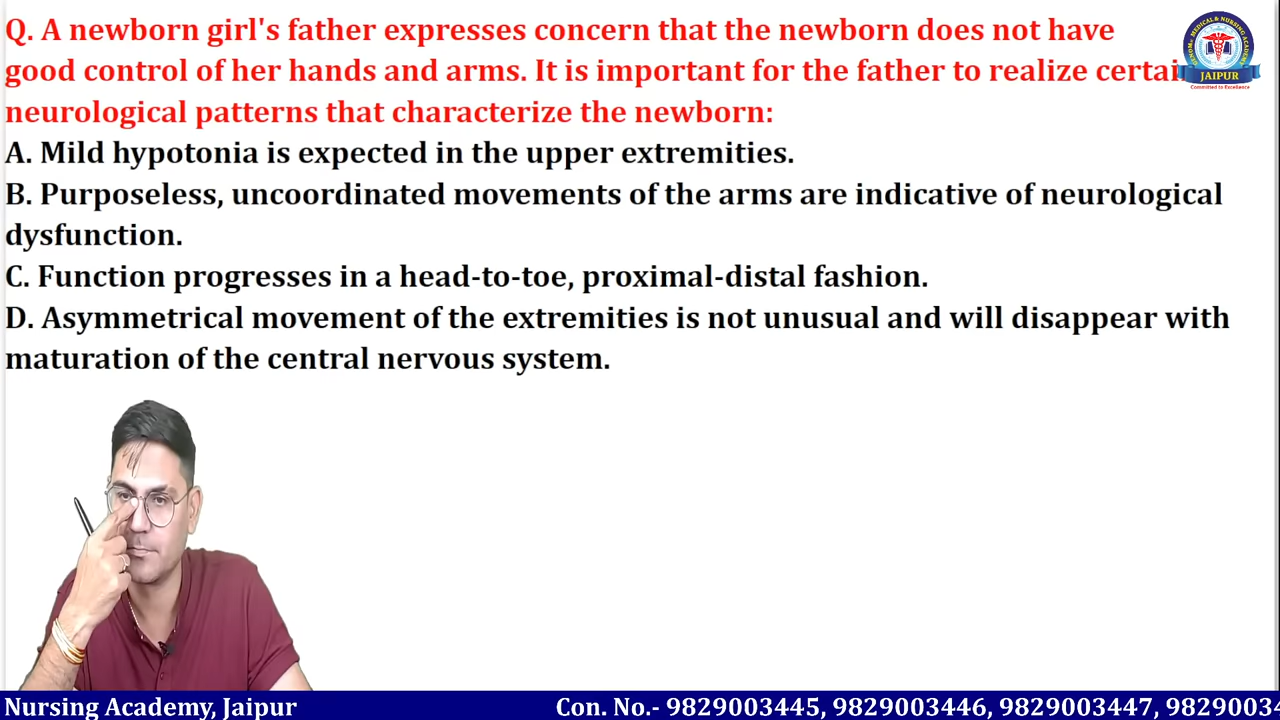 Q. A newborn girl's father expresses concern that the newborn does not have
good control of her hands and arms. It is important for the father to realize certai
neurological patterns that characterize the newborn:
A. Mild hypotonia is expected in the upper extremities.
B. Purposeless, uncoordinated movements of the arms are indicative of neurological
dysfunction.
C. Function progresses in a head-to-toe, proximal-distal fashion.
D. Asymmetrical movement of the extremities is not unusual and will disappear with
maturation of the central nervous system.
JAIPUR
Committed to Excellence
Nursing Academy, Jaipur
Con. No.- 9829003445, 9829003446, 9829003447, 98290034